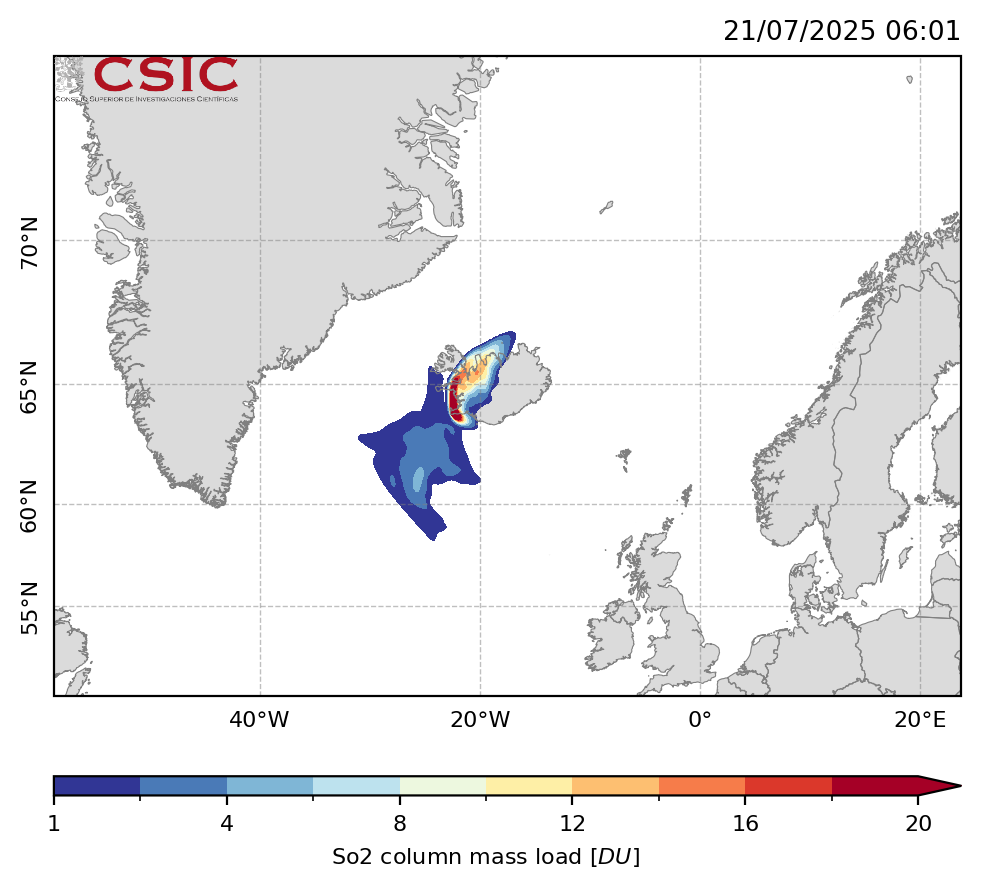 21/07/2025 06:01
CSIC
CONSEJO SUPERIOR DE INVESTIGACIONES CIENTÍFICAS
70°N
65°N
60°N
55°N
40°W 20°W 0° 20°E
1 4 8 12 16 20
So2 column mass load [DU]